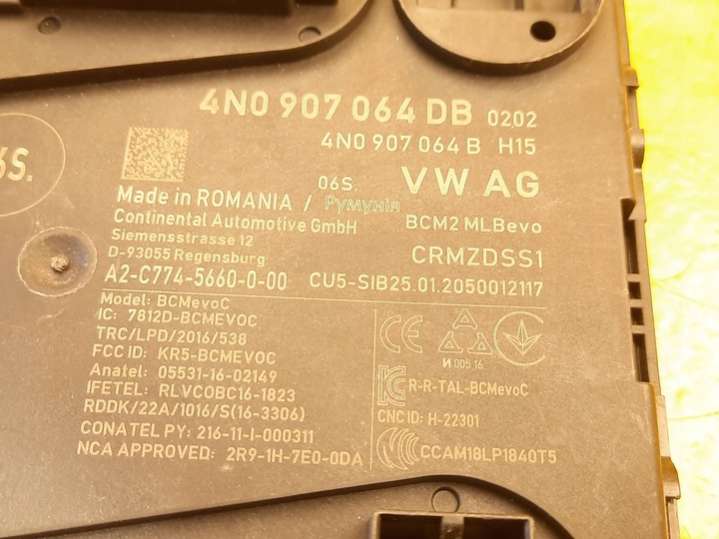 4N0 907 064 DB 0202
4N0 907 064 B H15
6S.
06S. VW AG
Made in ROMANIA / Румунія
Continental Automotive GmbH BCM2 MLBevo
Siemensstrasse 12
D-93055 Regensburg CRMZDSS1
A2-C774-5660-0-00 CU5-SIB25.01.2050012117
Model: BCMevoC
IC: 7812D-BCMEVOC
TRC/LPD/2016/538
FCC ID: KR5-BCMEVOC
Anatel: 05531-16-02149
IFETEL: RLVCOBC16-1823
RDDK/22A/1016/S(16-3306)
CONATEL PY: 216-11-I-000311
NCA APPROVED: 2R9-1H-7E0-0DA
CE
И 005 16
R-R-TAL-BCMevoC
CNC ID: H-22301
CCAM18LP1840T5